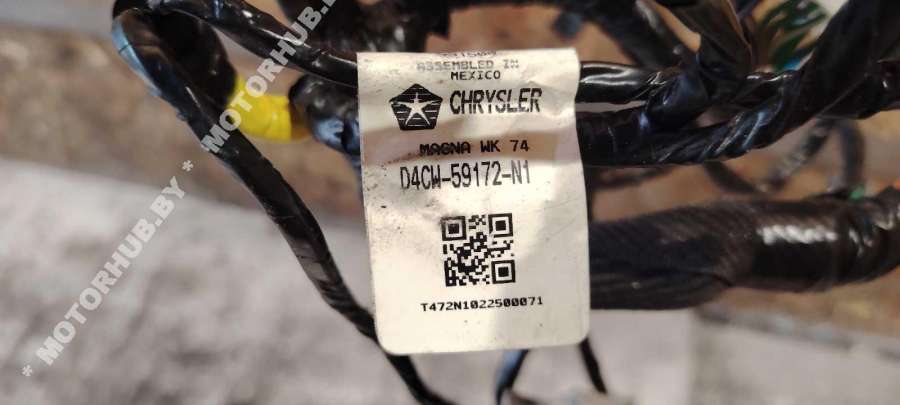 ASSEMBLED IN
MEXICO
CHRYSLER
MAGNA WK 74
D4CW-59172-N1
T472N1022500071
* MOTORHUB.BY * MOTORHUB.BY